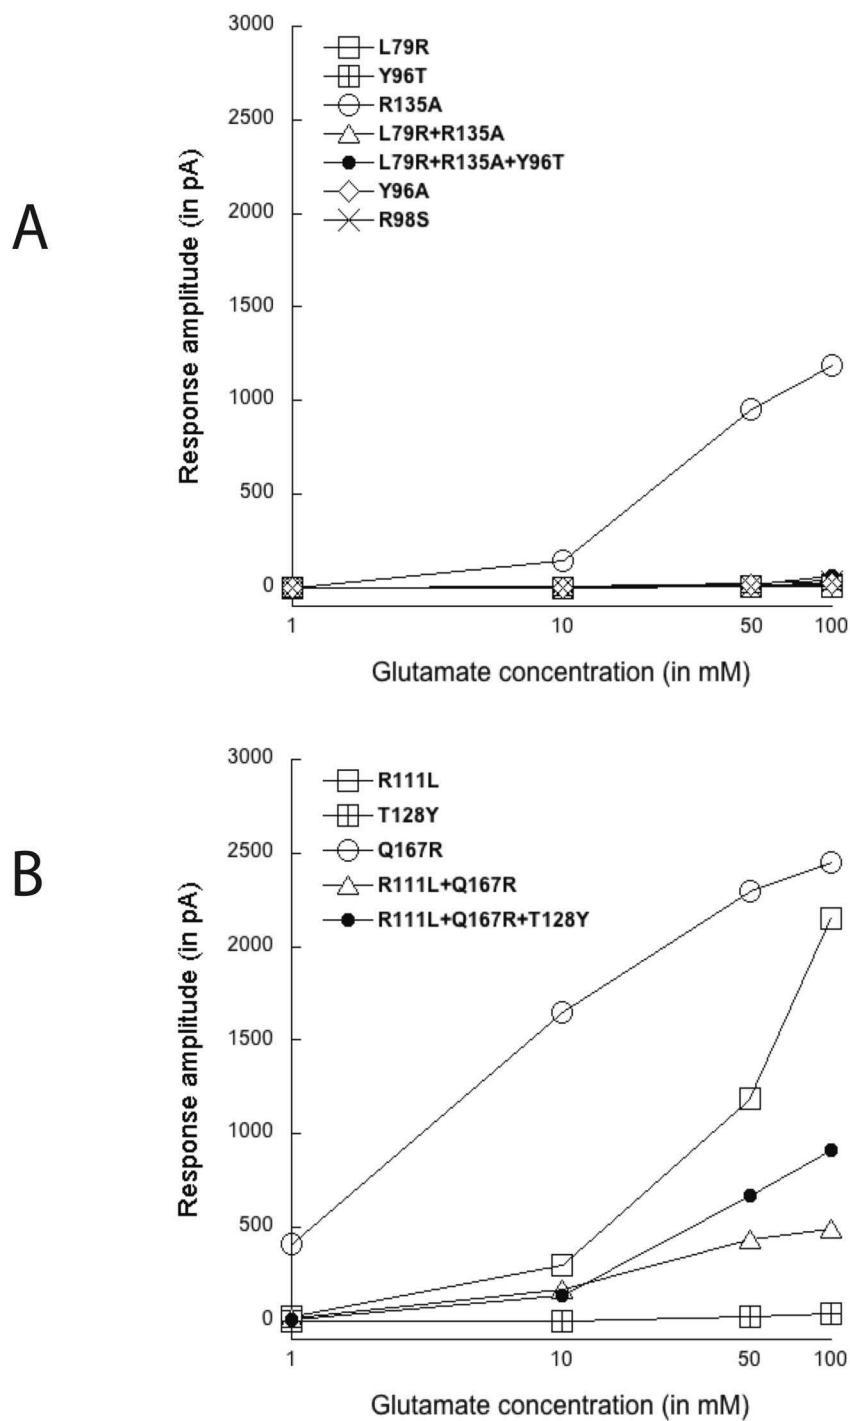 A
Response amplitude (in pA)
3000
2500
2000
1500
1000
500
0
L79R
Y96T
R135A
L79R+R135A
L79R+R135A+Y96T
Y96A
R98S
1
10
50
100
Glutamate concentration (in mM)
B
Response amplitude (in pA)
3000
2500
2000
1500
1000
500
0
R111L
T128Y
Q167R
R111L+Q167R
R111L+Q167R+T128Y
1
10
50
100
Glutamate concentration (in mM)